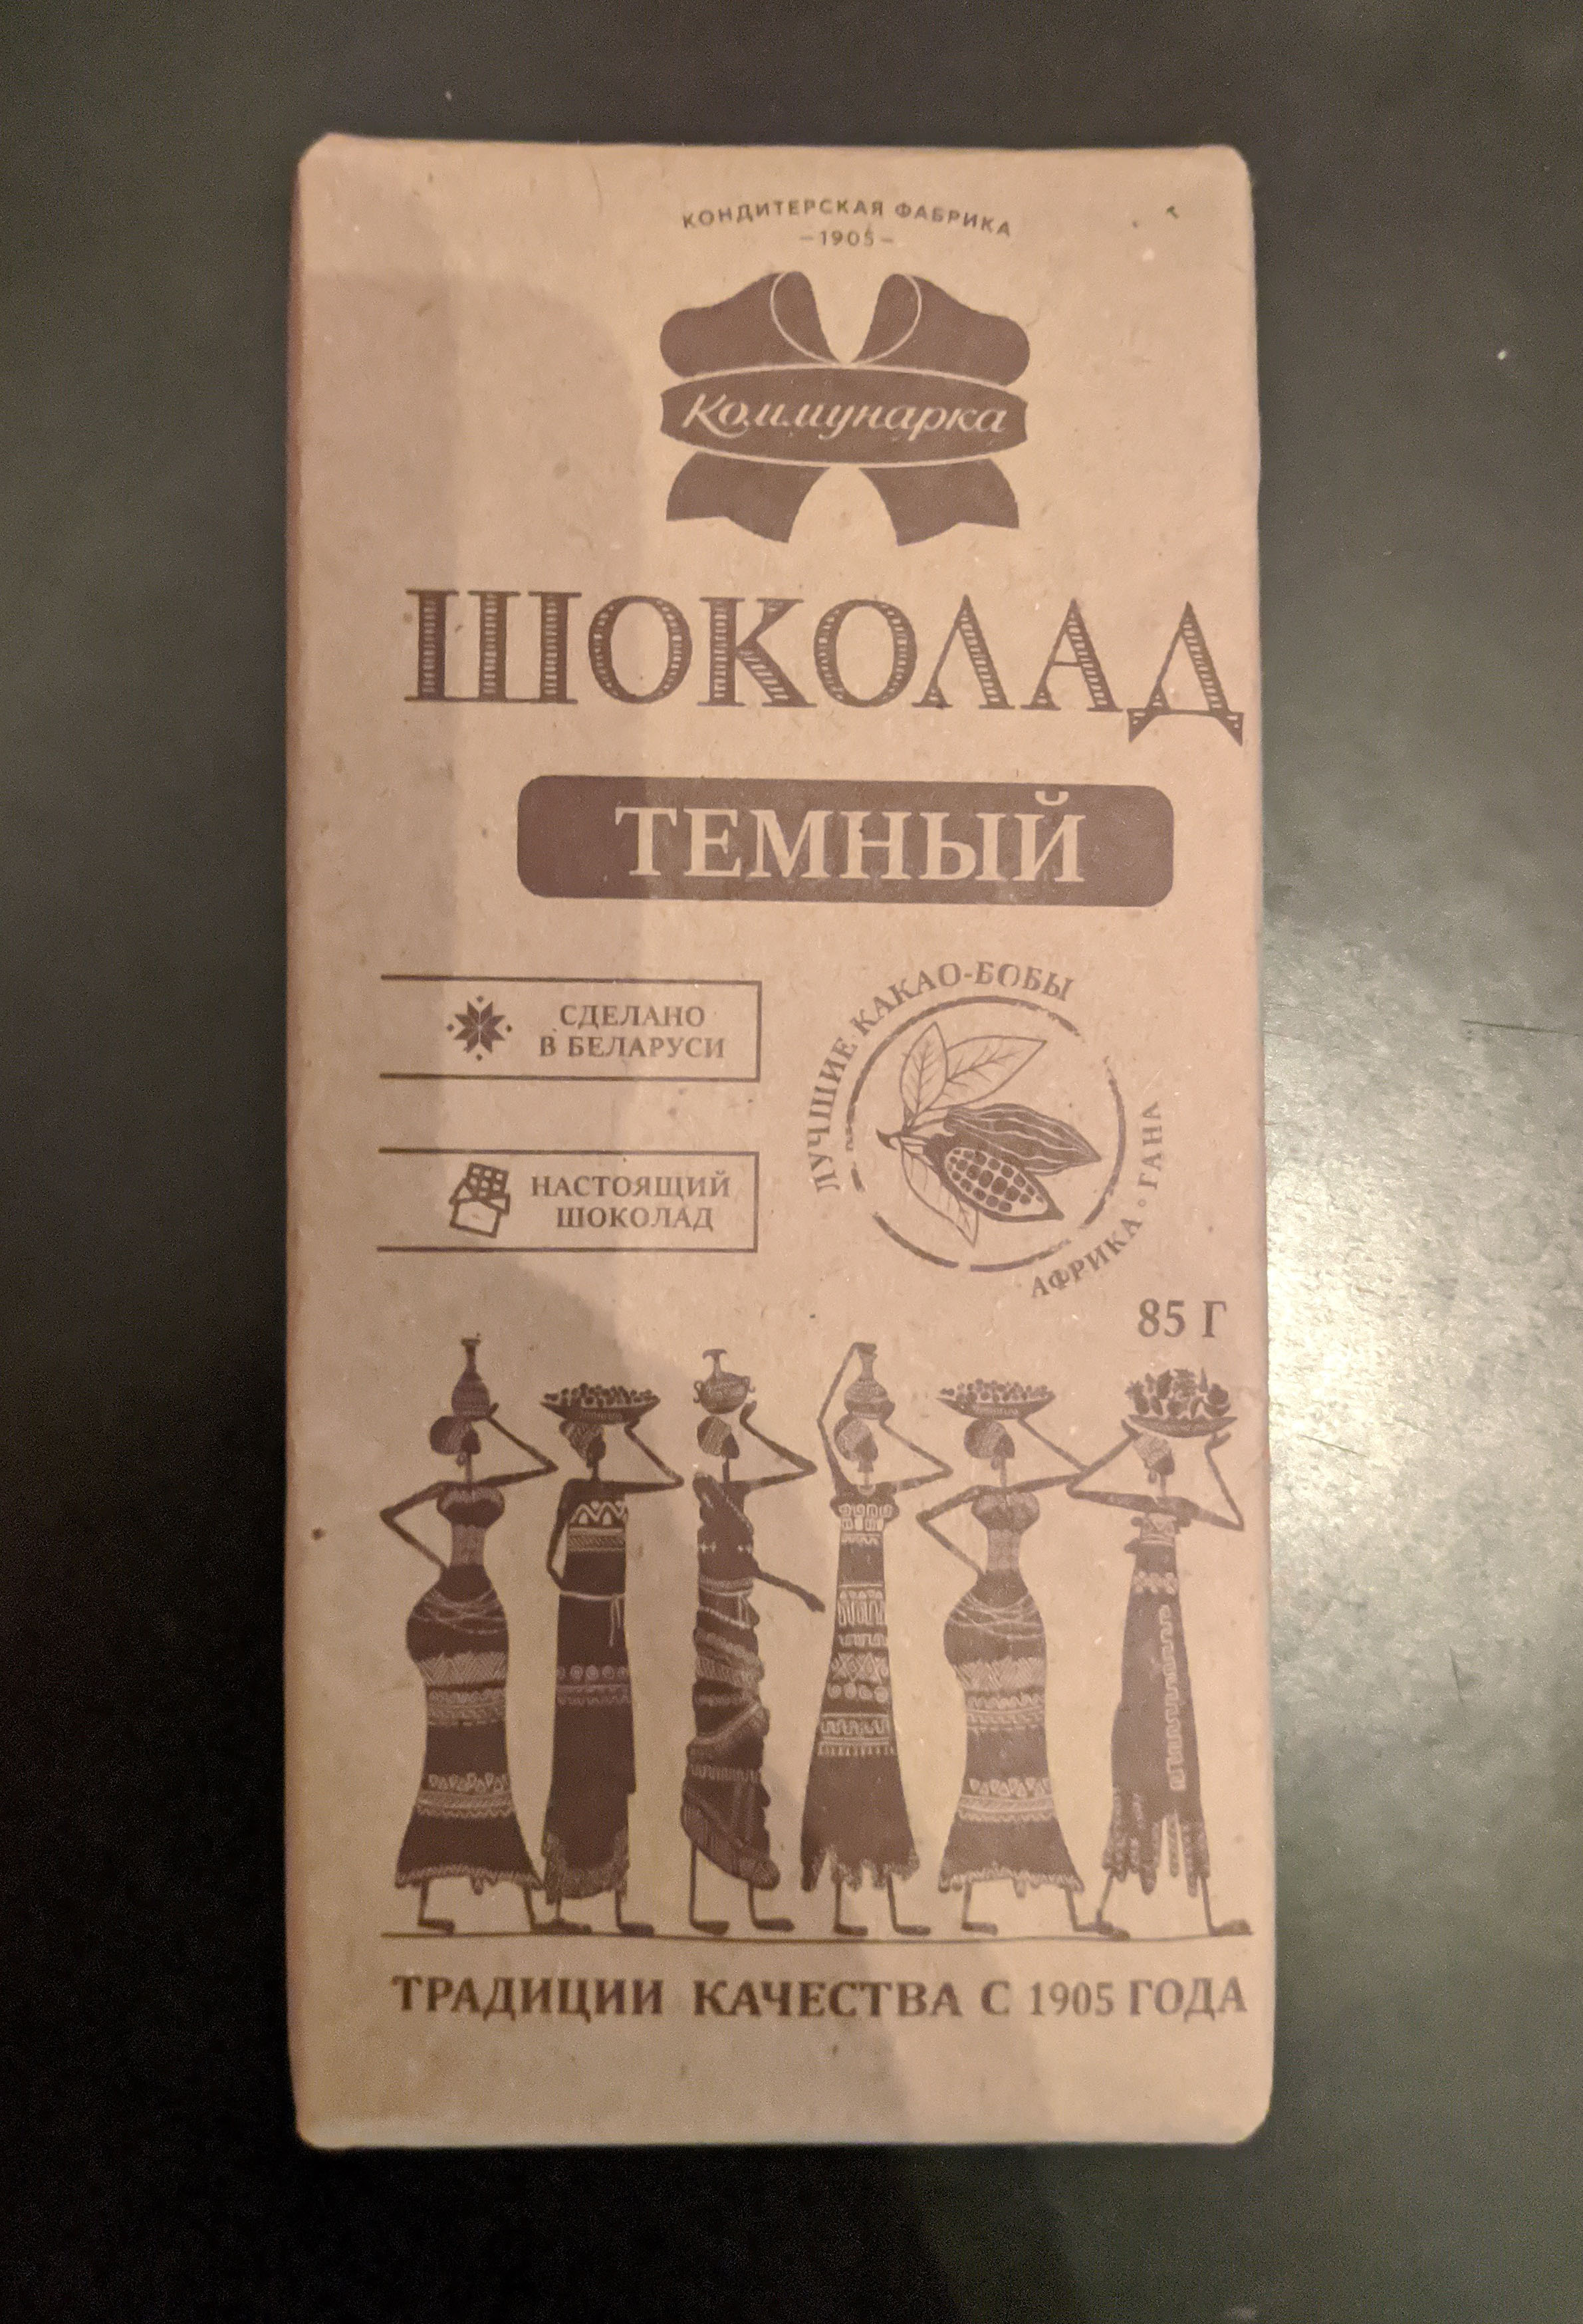 КОНДИТЕРСКАЯ ФАБРИКА
–1905–
Коммунарка
ШОКОЛАД
ТЕМНЫЙ
СДЕЛАНО
В БЕЛАРУСИ
ЛУЧШИЕ КАКАО-БОБЫ
АФРИКА • ГАНА
НАСТОЯЩИЙ
ШОКОЛАД
85 Г
ТРАДИЦИИ КАЧЕСТВА С 1905 ГОДА